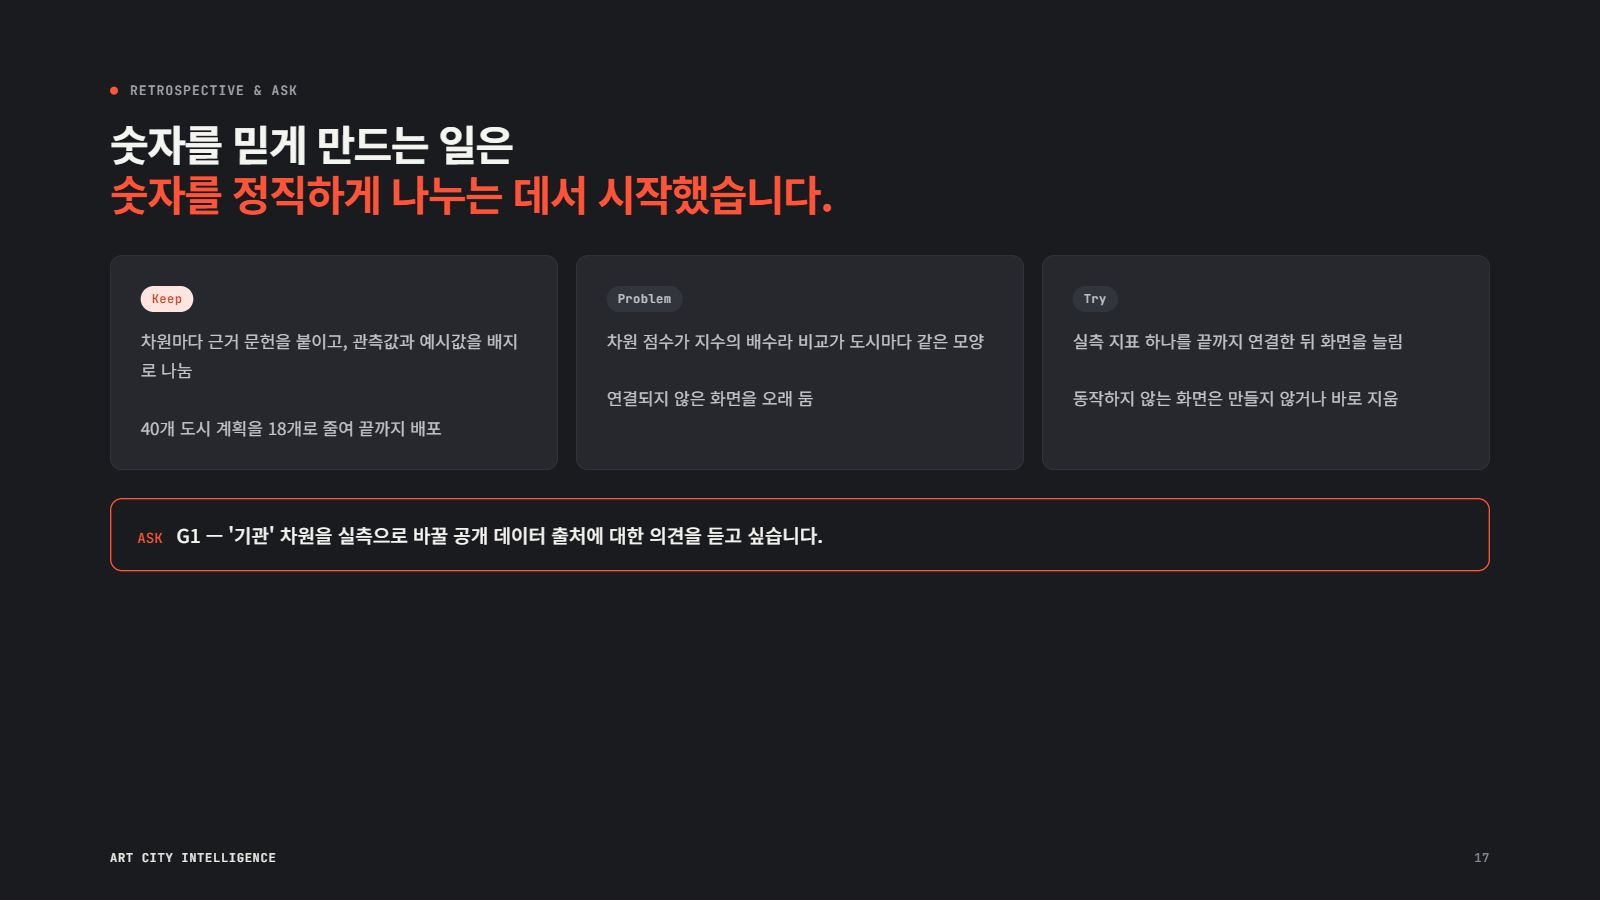 RETROSPECTIVE & ASK
숫자를 믿게 만드는 일은
숫자를 정직하게 나누는 데서 시작했습니다.
Keep
차원마다 근거 문헌을 붙이고, 관측값과 예시값을 배지
로 나눔
40개 도시 계획을 18개로 줄여 끝까지 배포
Problem
차원 점수가 지수의 배수라 비교가 도시마다 같은 모양
연결되지 않은 화면을 오래 둠
Try
실측 지표 하나를 끝까지 연결한 뒤 화면을 늘림
동작하지 않는 화면은 만들지 않거나 바로 지움
ASK G1 — '기관' 차원을 실측으로 바꿀 공개 데이터 출처에 대한 의견을 듣고 싶습니다.
ART CITY INTELLIGENCE
17